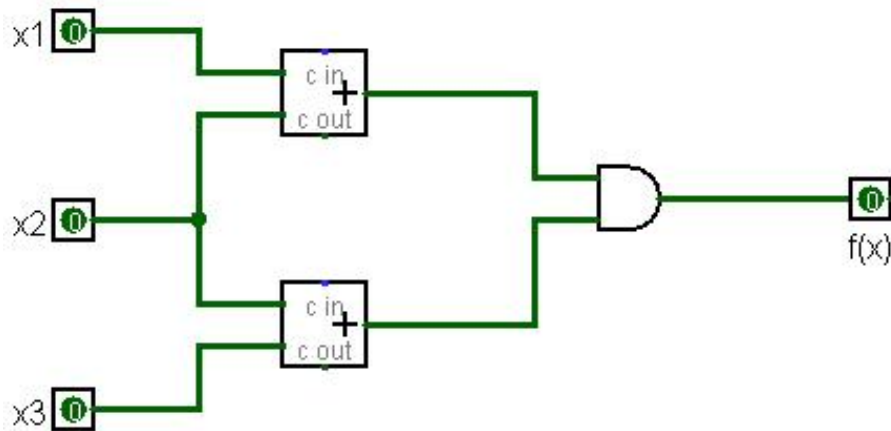 x1 0
c in
+
c out
x2 0
0
f(x)
c in
+
c out
x3 0